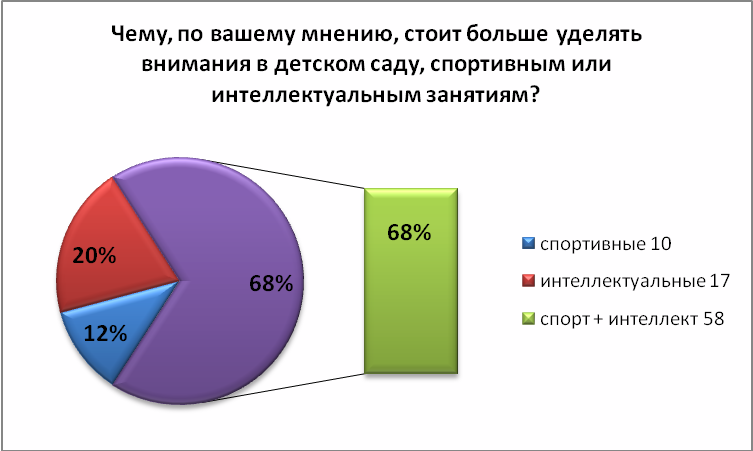 Чему, по вашему мнению, стоит больше уделять
внимания в детском саду, спортивным или
интеллектуальным занятиям?
20%
12%
68%
68%
спортивные 10
интеллектуальные 17
спорт + интеллект 58